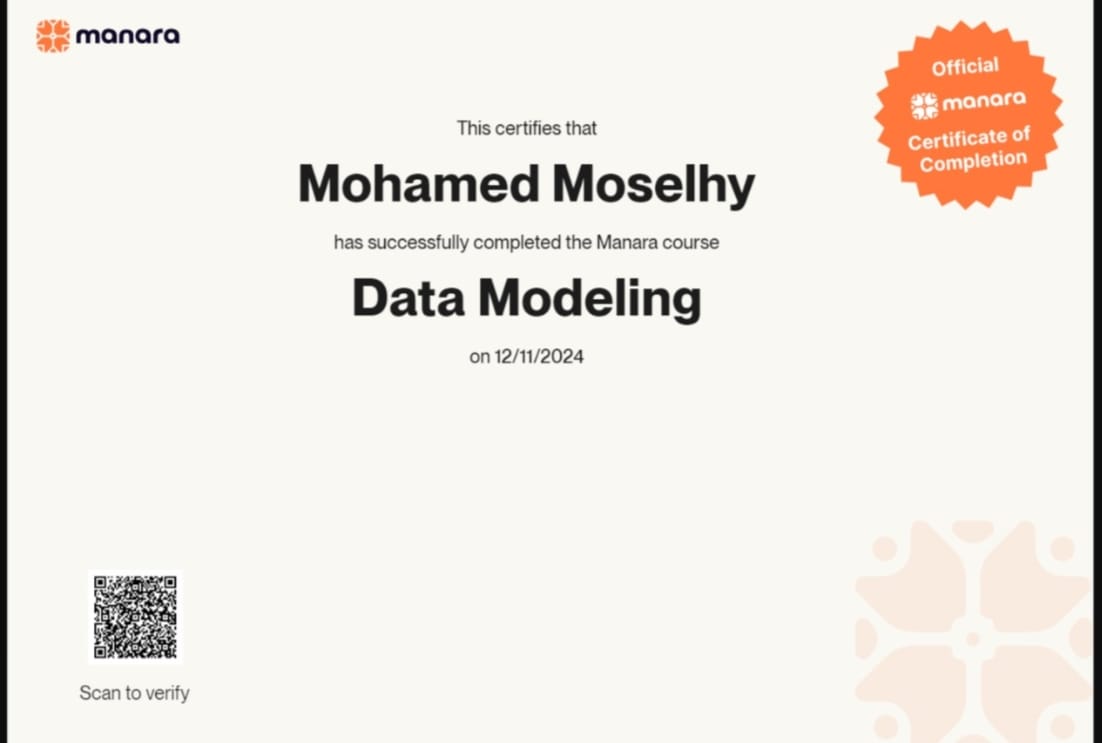 manara
Official
manara
Certificate of
Completion
This certifies that
Mohamed Moselhy
has successfully completed the Manara course
Data Modeling
on 12/11/2024
Scan to verify